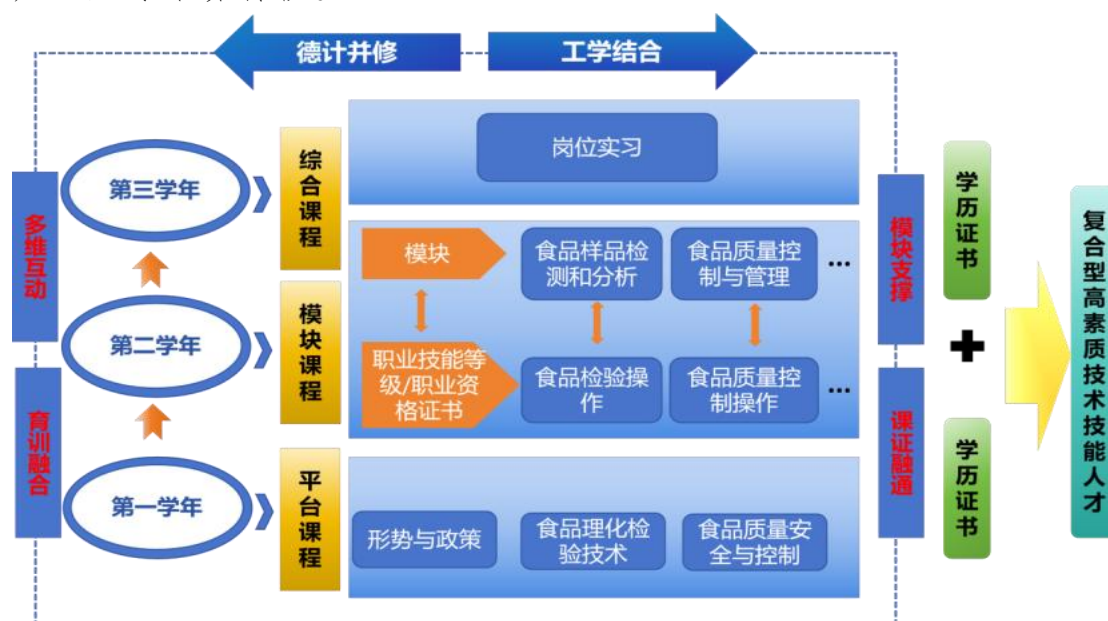 德计并修
工学结合
多维互动
育训融合
第三学年
第二学年
第一学年
综合课程
模块课程
平台课程
岗位实习
模块
食品样品检
测和分析
食品质量控
制与管理
...
职业技能等
级/职业资
格证书
食品检验操
作
食品质量控
制操作
...
形势与政策
食品理化检
验技术
食品质量安
全与控制
模块支撑
课证融通
学历证书
+
学历证书
复合型高素质技术技能人才